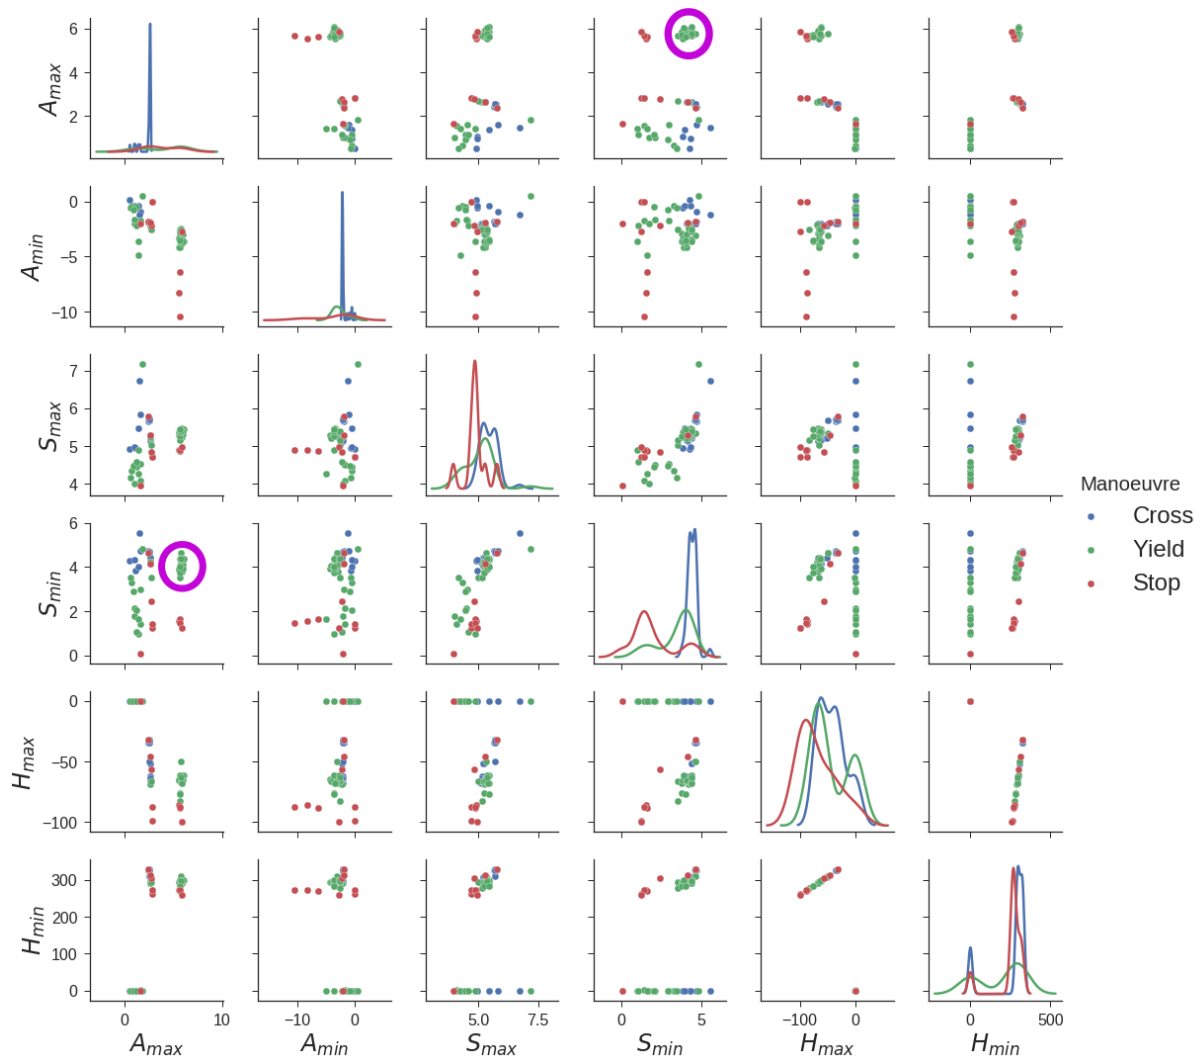 6
4
2
A_max
0
−5
−10
A_min
7
6
5
4
S_max
6
4
2
0
S_min
Manoeuvre
Cross
Yield
Stop
0
−50
−100
H_max
300
200
100
0
H_min
0 10 −10 0 5.0 7.5 0 5 −100 0 0 500
A_max A_min S_max S_min H_max H_min